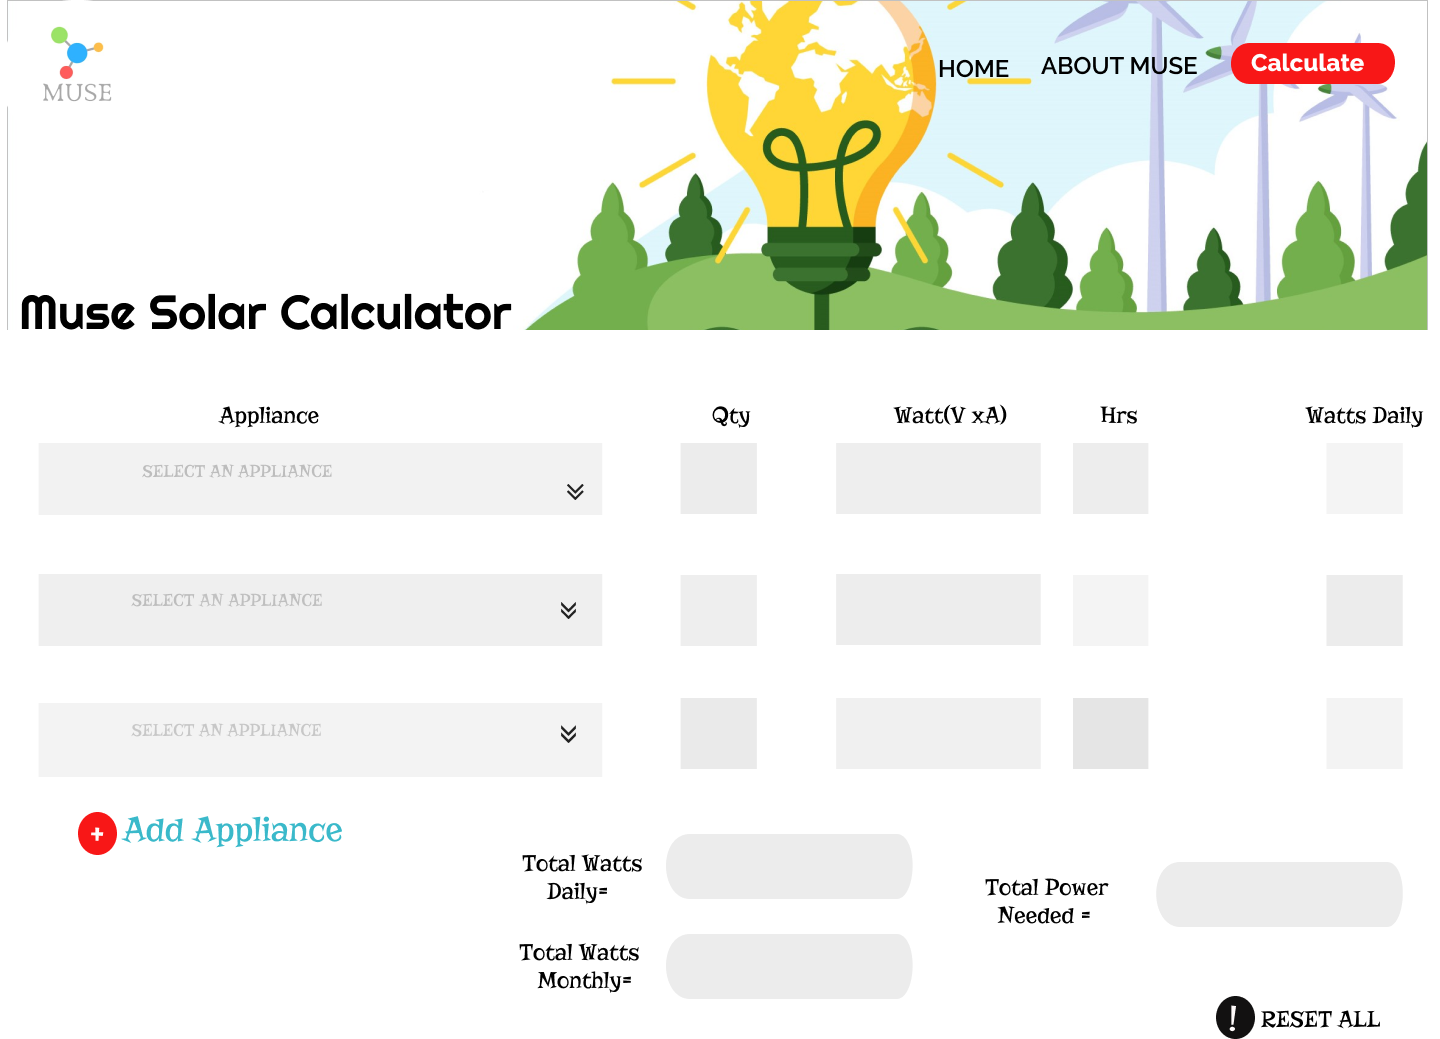 MUSE
HOME ABOUT MUSE Calculate
Muse Solar Calculator
Appliance Qty Watt(V xA) Hrs Watts Daily
SELECT AN APPLIANCE
SELECT AN APPLIANCE
SELECT AN APPLIANCE
+ Add Appliance
Total Watts
Daily=
Total Power
Needed =
Total Watts
Monthly=
! RESET ALL